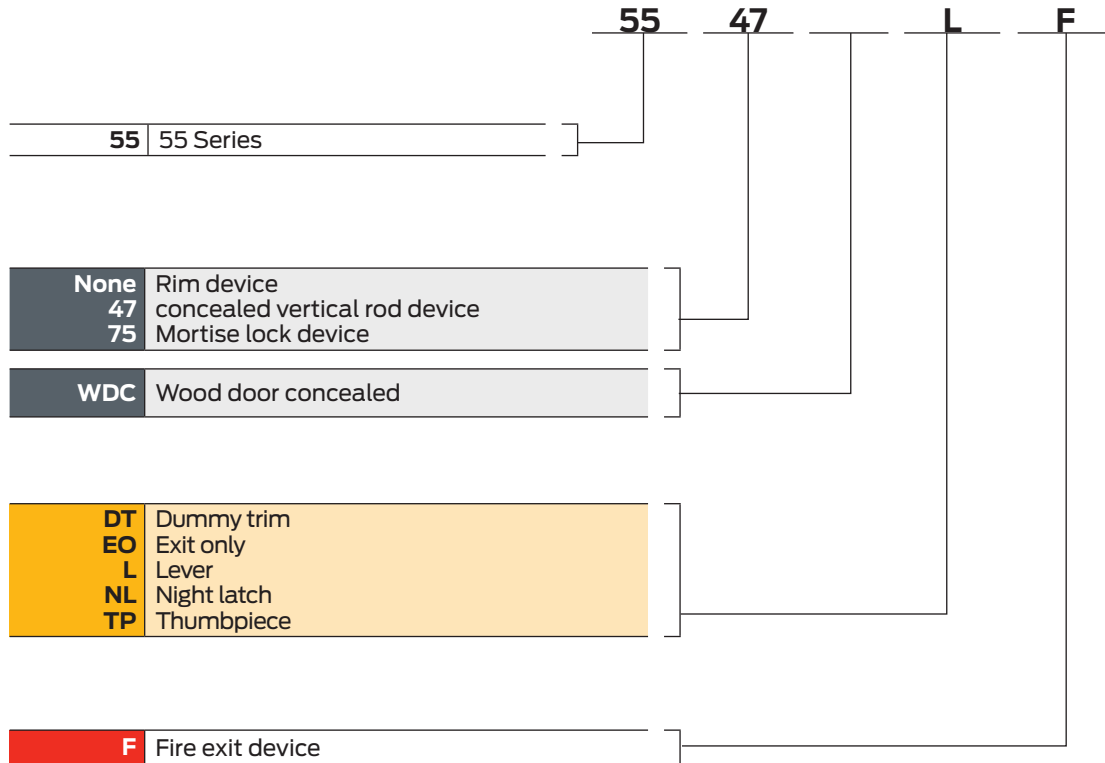 55 47 L F
55 55 Series
None Rim device
47 concealed vertical rod device
75 Mortise lock device
WDC Wood door concealed
DT Dummy trim
EO Exit only
L Lever
NL Night latch
TP Thumbpiece
F Fire exit device